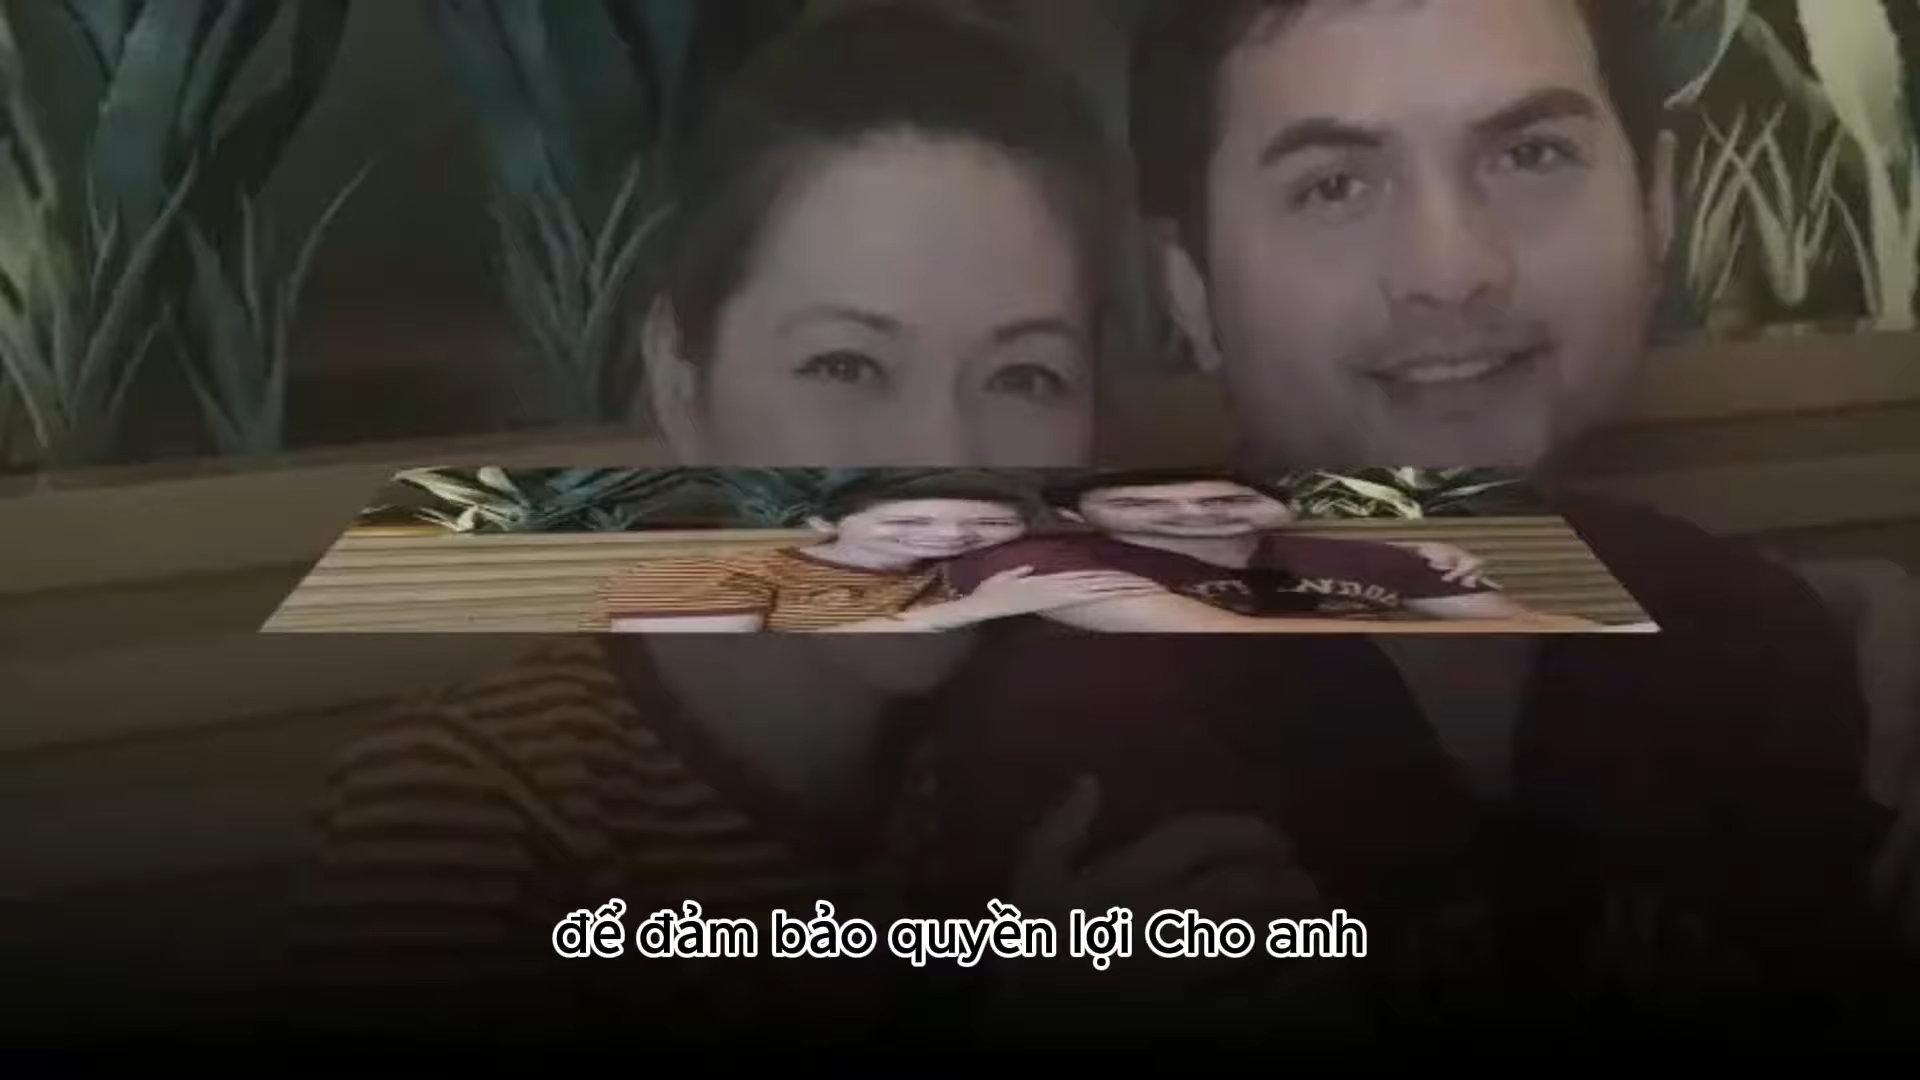 để đảm bảo quyền lợi Cho anh